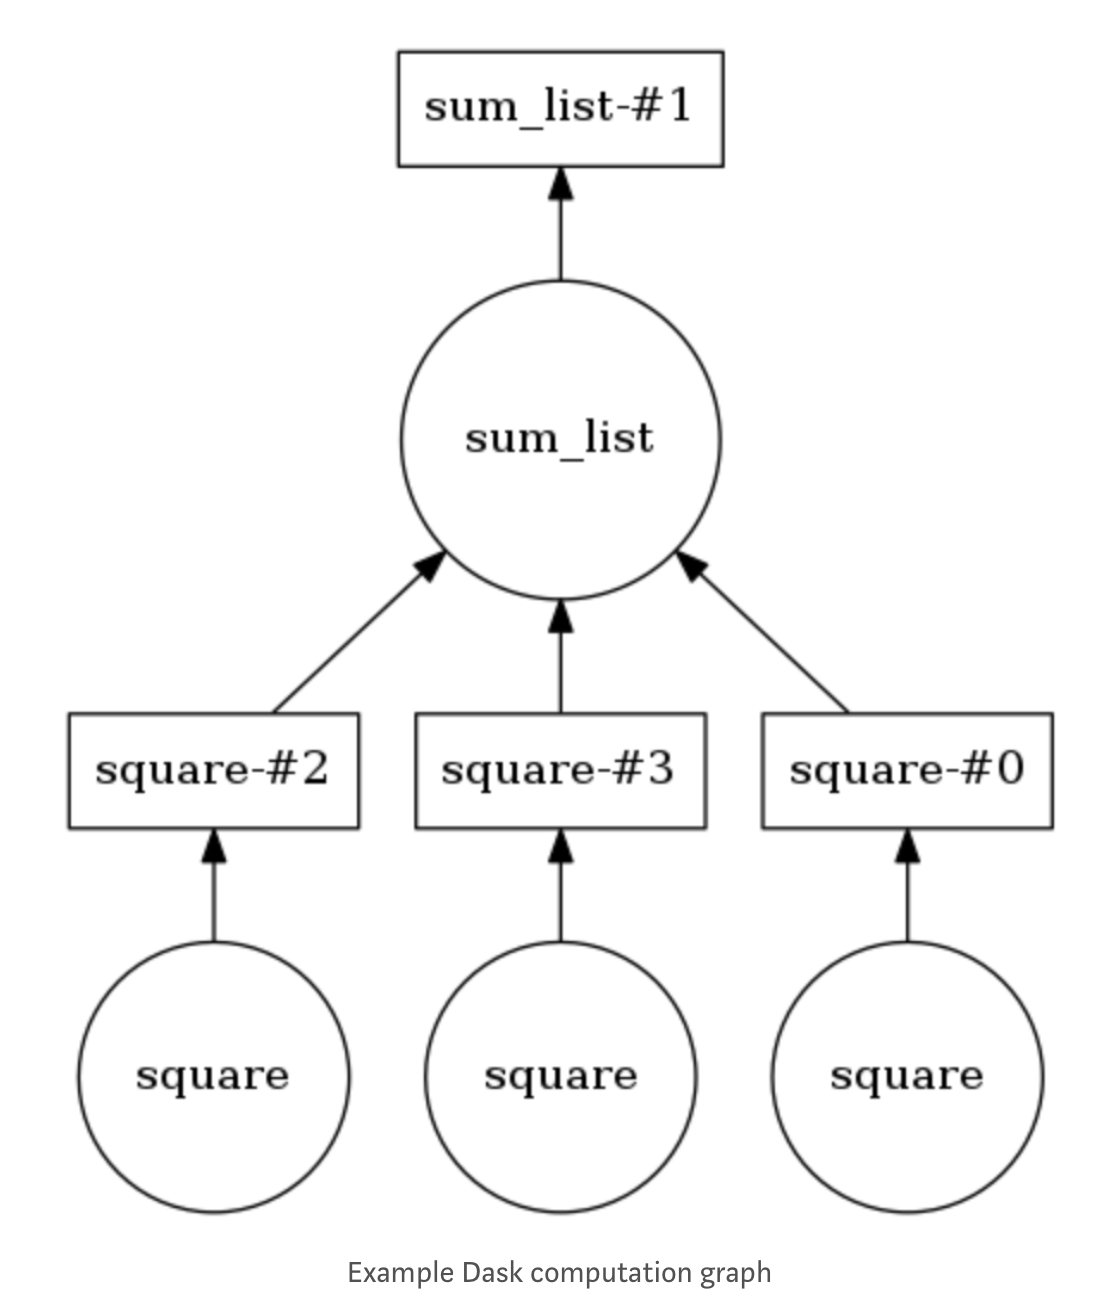 sum_list-#1
sum_list
square-#2
square-#3
square-#0
square
square
square
Example Dask computation graph